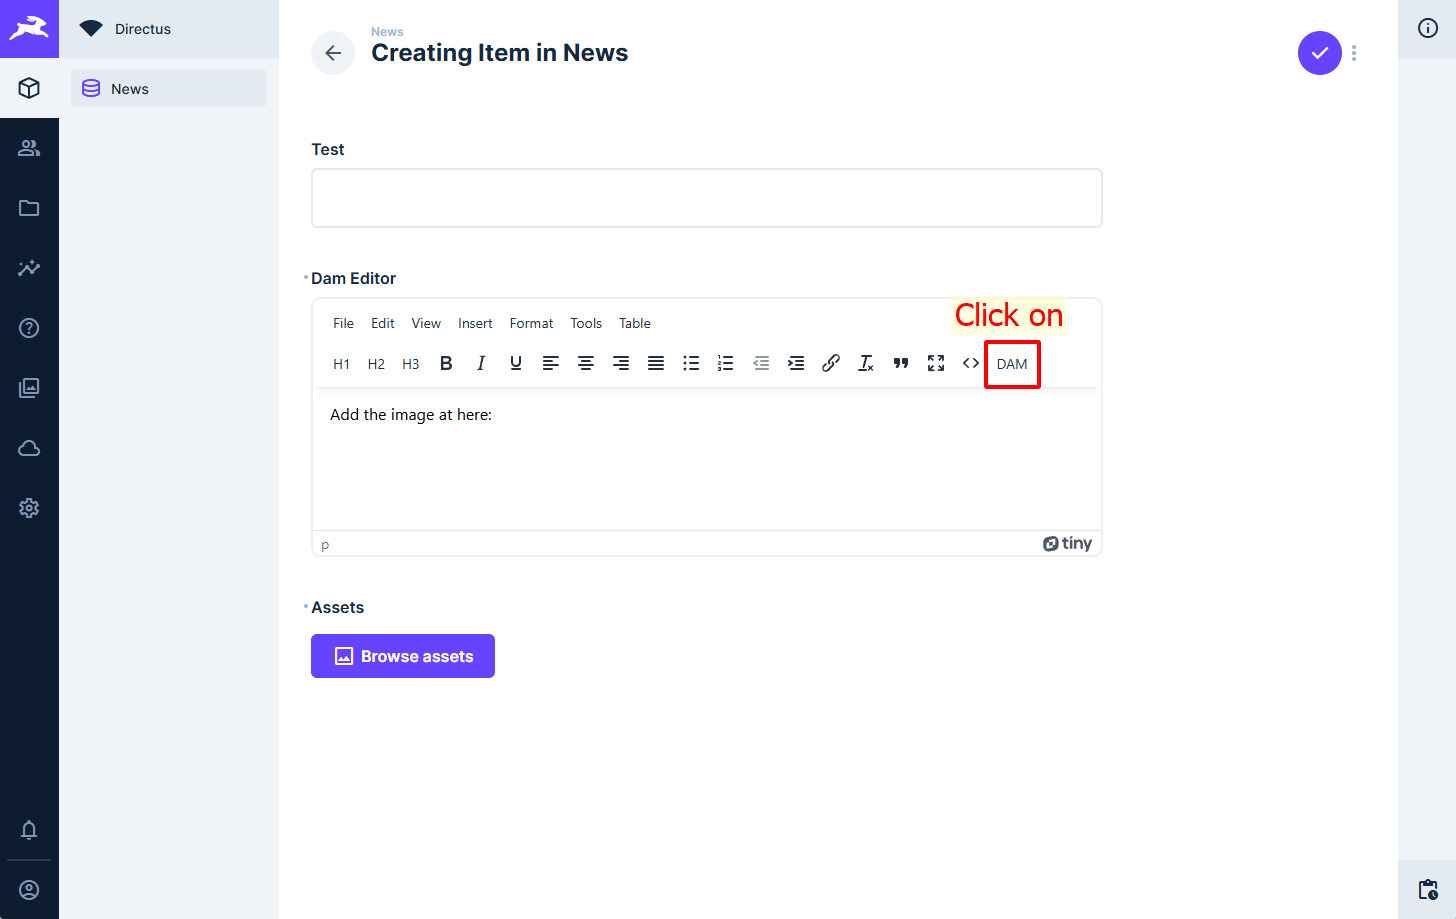 Directus
News
News
Creating Item in News
Test
Dam Editor
Click on
File Edit View Insert Format Tools Table
H1 H2 H3 B I U DAM
Add the image at here:
p
tiny
Assets
Browse assets